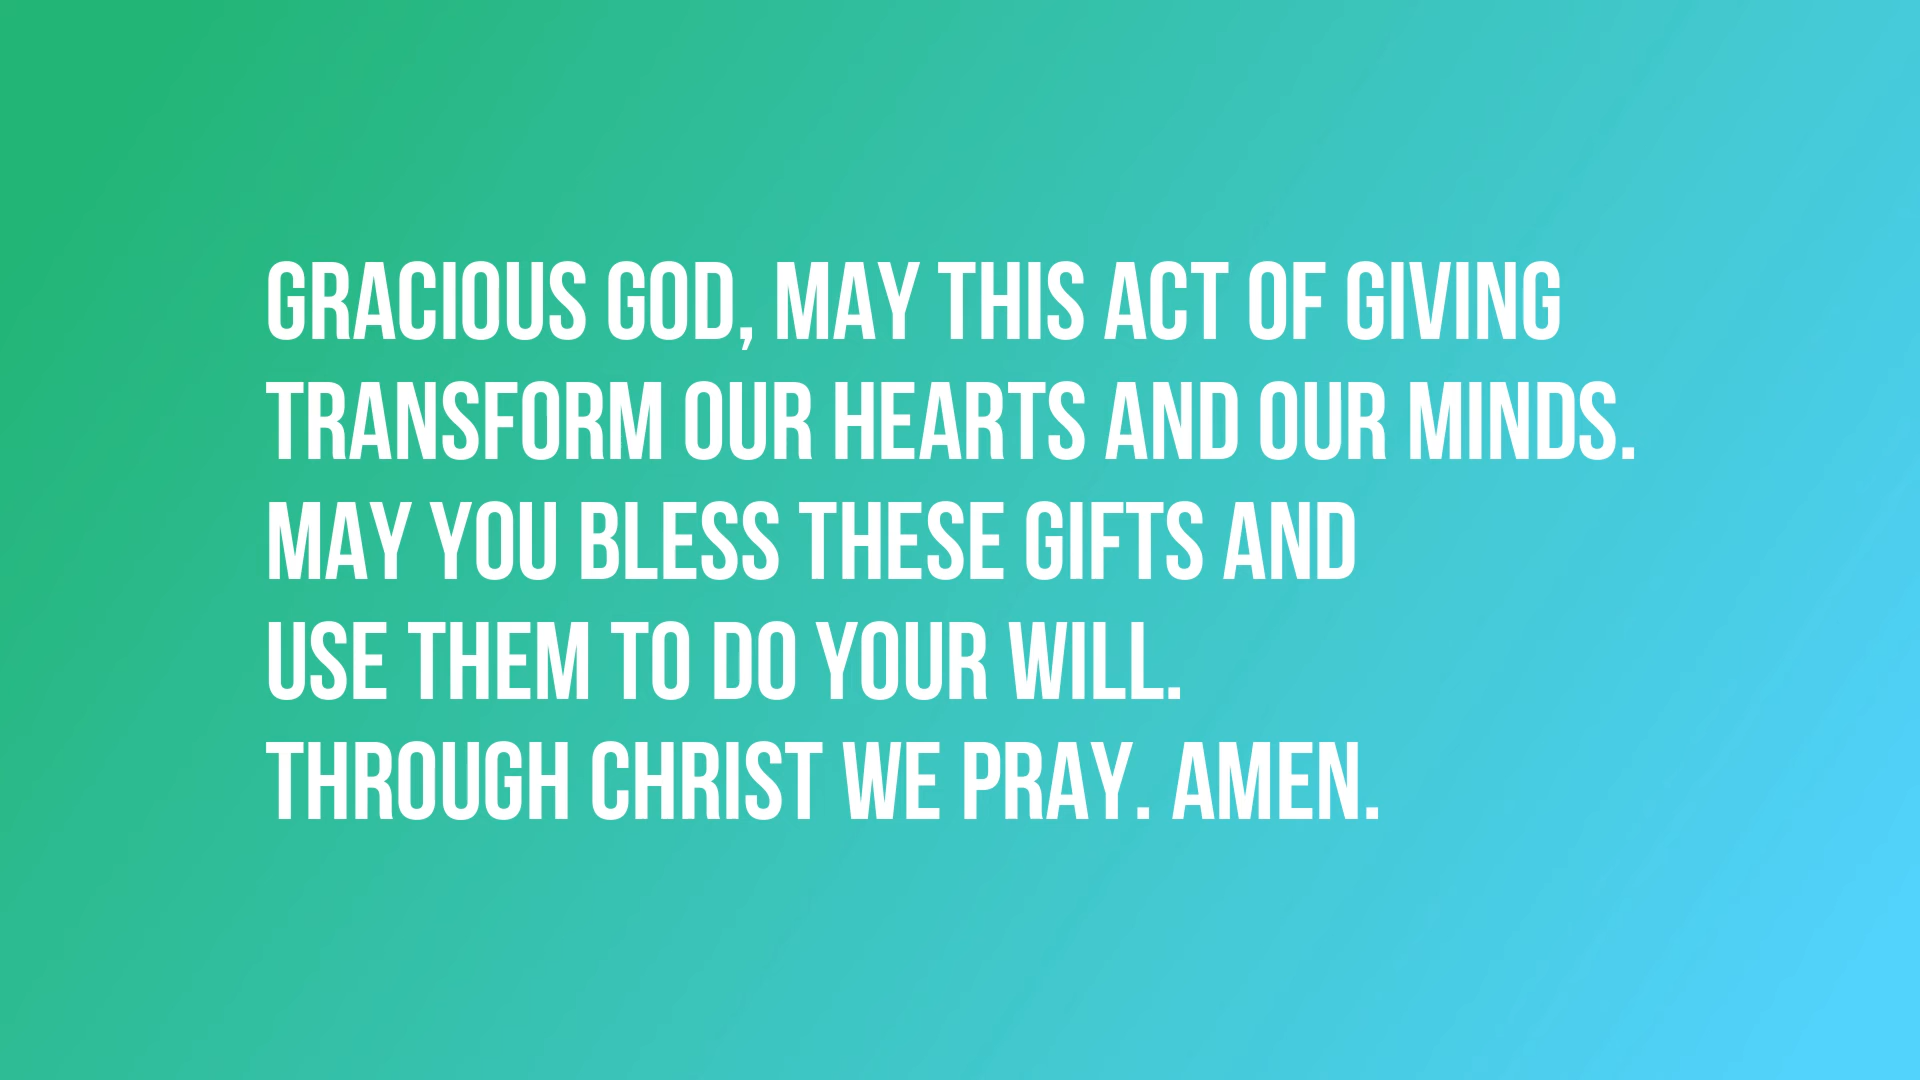 GRACIOUS GOD, MAY THIS ACT OF GIVING
TRANSFORM OUR HEARTS AND OUR MINDS.
MAY YOU BLESS THESE GIFTS AND
USE THEM TO DO YOUR WILL.
THROUGH CHRIST WE PRAY. AMEN.